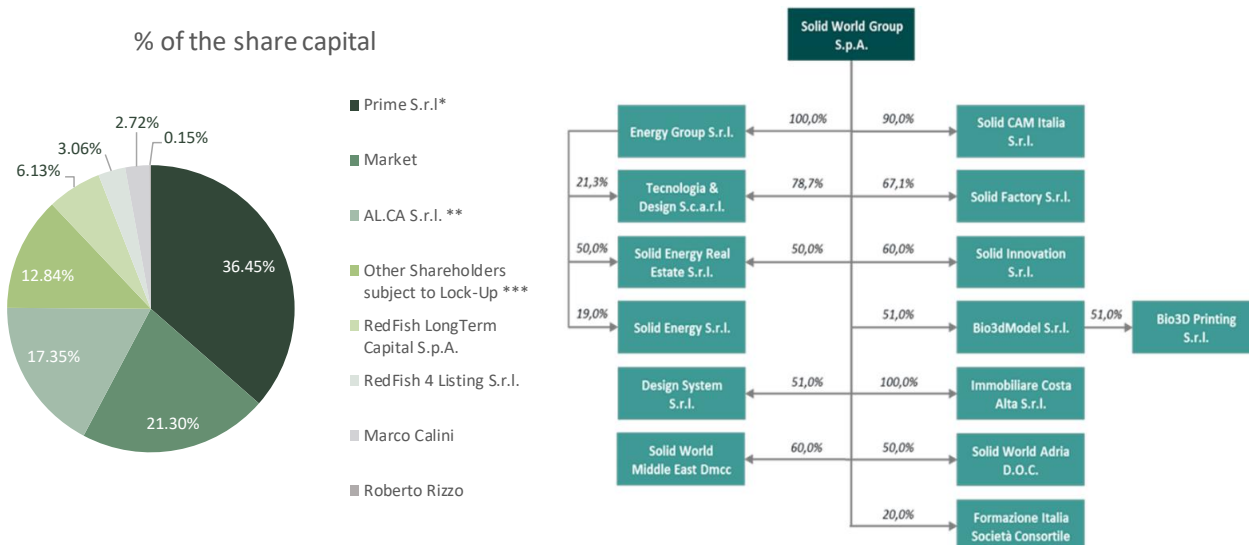 % of the share capital
2.72%
0.15%
3.06%
6.13%
12.84%
36.45%
17.35%
21.30%
Prime S.r.l*
Market
AL.CA S.r.l. **
Other Shareholders
subject to Lock-Up ***
RedFish LongTerm
Capital S.p.A.
RedFish 4 Listing S.r.l.
Marco Calini
Roberto Rizzo
Solid World Group
S.p.A.
Energy Group S.r.l.
100,0%
90,0%
Solid CAM Italia
S.r.l.
21,3%
Tecnologia &
Design S.c.a.r.l.
78,7%
67,1%
Solid Factory S.r.l.
50,0%
Solid Energy Real
Estate S.r.l.
50,0%
60,0%
Solid Innovation
S.r.l.
19,0%
Solid Energy S.r.l.
51,0%
Bio3dModel S.r.l.
51,0%
Bio3D Printing
S.r.l.
Design System
S.r.l.
51,0%
100,0%
Immobiliare Costa
Alta S.r.l.
Solid World
Middle East Dmcc
60,0%
50,0%
Solid World Adria
D.O.C.
20,0%
Formazione Italia
Società Consortile